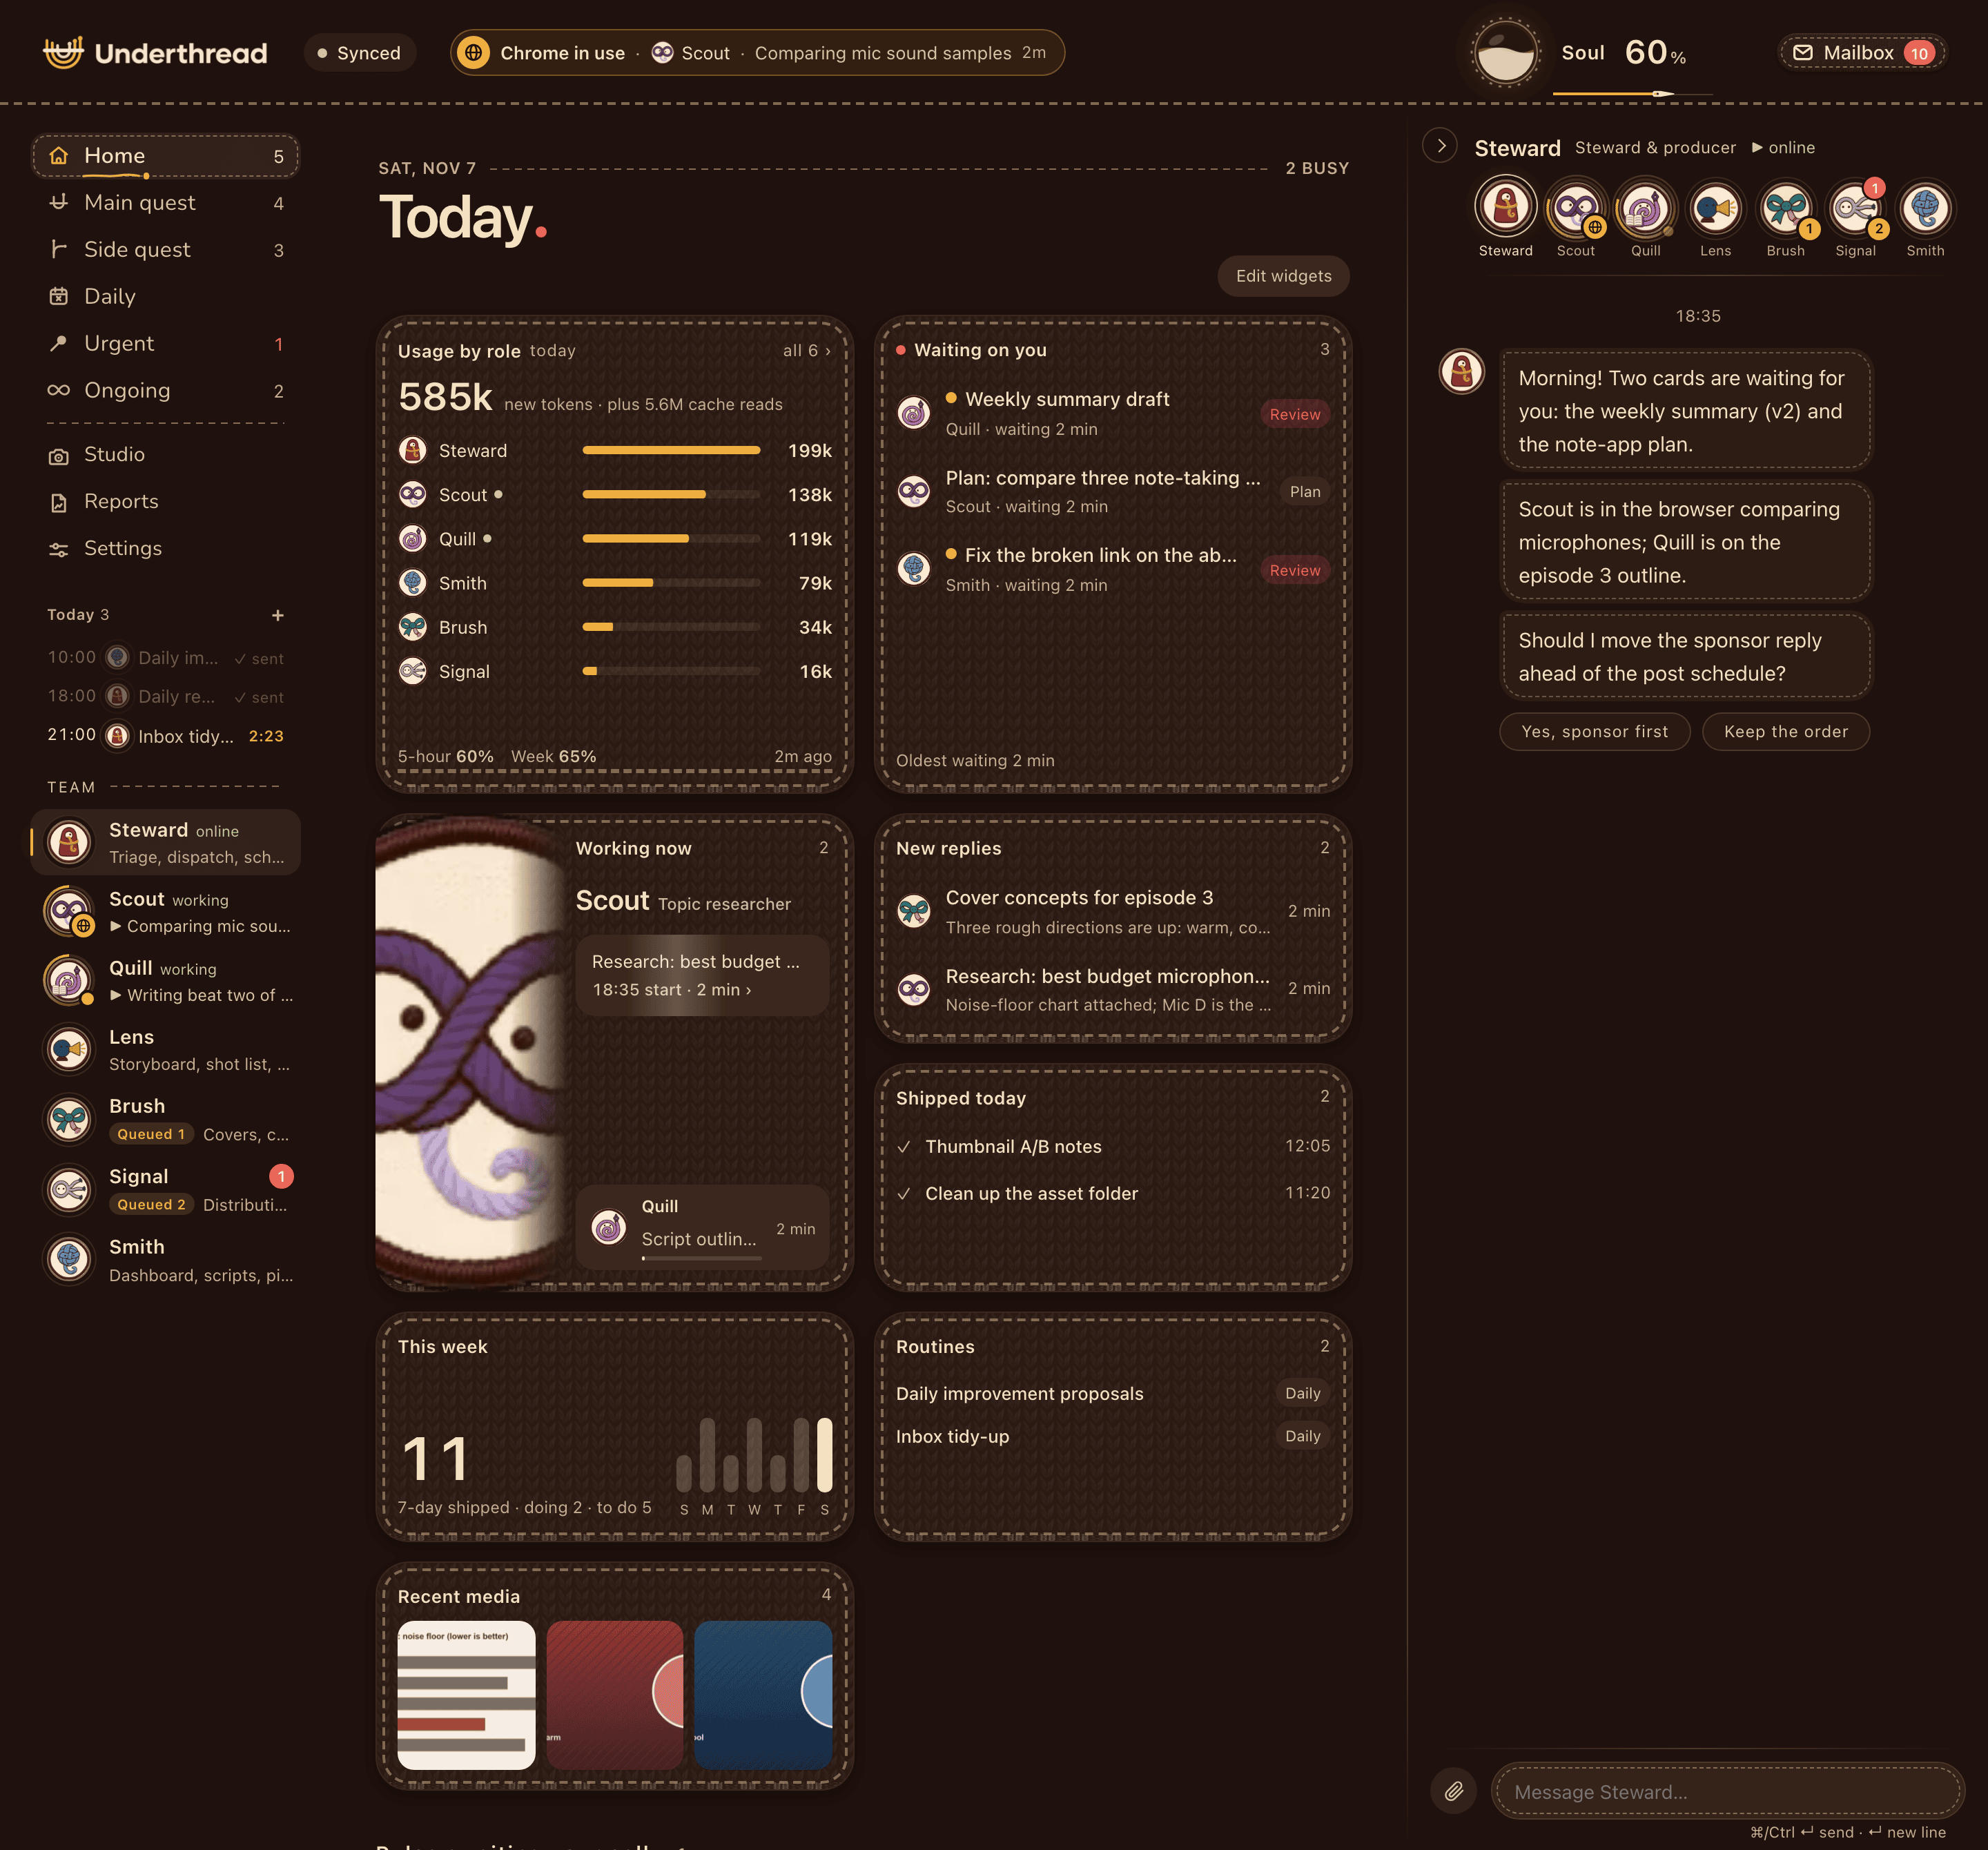 Underthread
Synced
Chrome in use · Scout · Comparing mic sound samples 2m
Soul 60%
Mailbox 10
Home 5
Main quest 4
Side quest 3
Daily
Urgent 1
Ongoing 2
Studio
Reports
Settings
Today 3 +
10:00 Daily im... ✓ sent
18:00 Daily re... ✓ sent
21:00 Inbox tidy... 2:23
TEAM
Steward online
Triage, dispatch, sch...
Scout working
▶ Comparing mic sou...
Quill working
▶ Writing beat two of ...
Lens
Storyboard, shot list, ...
Brush
Queued 1 Covers, c...
Signal 1
Queued 2 Distributi...
Smith
Dashboard, scripts, pi...
SAT, NOV 7 2 BUSY
Today.
Edit widgets
Usage by role today all 6 ›
585k new tokens · plus 5.6M cache reads
Steward 199k
Scout 138k
Quill 119k
Smith 79k
Brush 34k
Signal 16k
5-hour 60% Week 65% 2m ago
Waiting on you 3
Weekly summary draft
Quill · waiting 2 min
Review
Plan: compare three note-taking ...
Scout · waiting 2 min
Plan
Fix the broken link on the ab...
Smith · waiting 2 min
Review
Oldest waiting 2 min
Working now 2
Scout Topic researcher
Research: best budget ...
18:35 start · 2 min ›
Quill
Script outlin...
2 min
New replies 2
Cover concepts for episode 3
Three rough directions are up: warm, co...
2 min
Research: best budget microphon...
Noise-floor chart attached; Mic D is the ...
2 min
Shipped today 2
✓ Thumbnail A/B notes 12:05
✓ Clean up the asset folder 11:20
This week
11
7-day shipped · doing 2 · to do 5
S M T W T F S
Routines 2
Daily improvement proposals Daily
Inbox tidy-up Daily
Recent media 4
: noise floor (lower is better)
arm
ool
Steward Steward & producer ▶ online
1
1
2
Steward Scout Quill Lens Brush Signal Smith
18:35
Morning! Two cards are waiting for
you: the weekly summary (v2) and
the note-app plan.
Scout is in the browser comparing
microphones; Quill is on the
episode 3 outline.
Should I move the sponsor reply
ahead of the post schedule?
Yes, sponsor first
Keep the order
Message Steward...
⌘/Ctrl ↵ send · ↵ new line